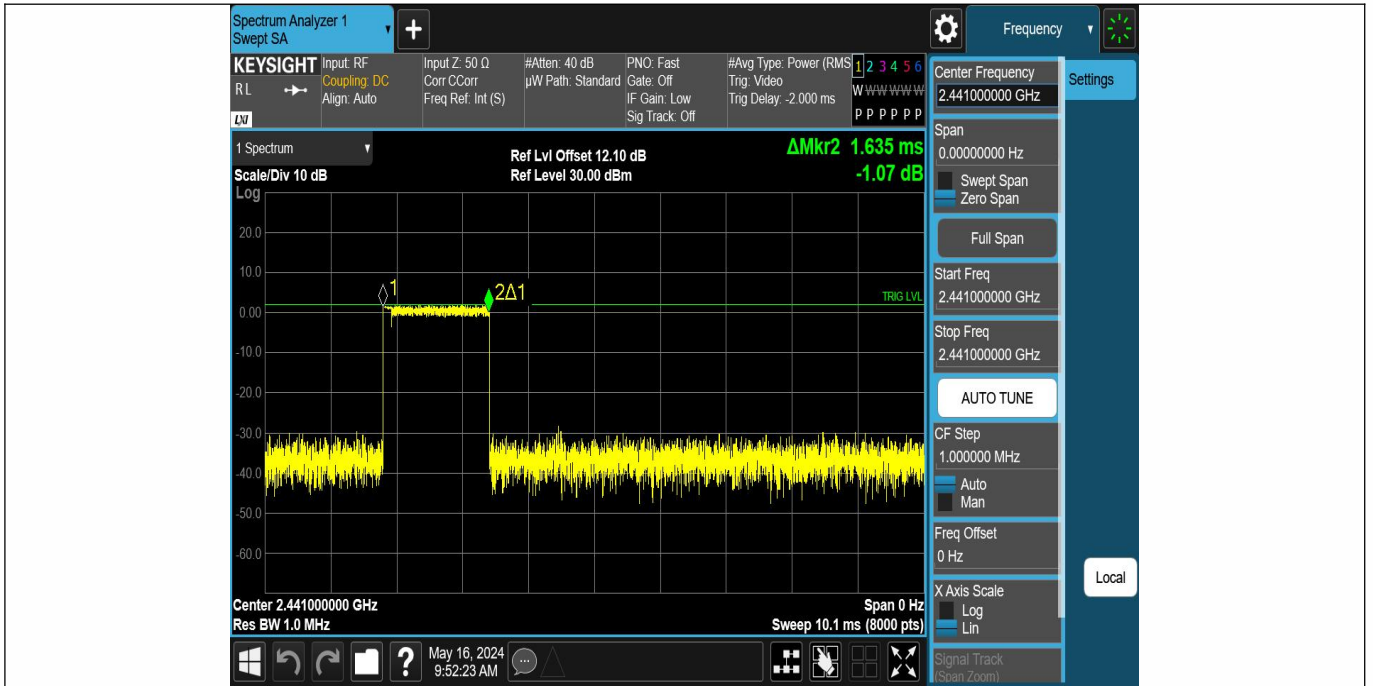 Spectrum Analyzer 1
Swept SA
+
Frequency
KEYSIGHT
RL
LXI
Input: RF
Coupling: DC
Align: Auto
Input Z: 50 Ω
Corr CCorr
Freq Ref: Int (S)
#Atten: 40 dB
µW Path: Standard
PNO: Fast
Gate: Off
IF Gain: Low
Sig Track: Off
#Avg Type: Power (RMS
Trig: Video
Trig Delay: -2.000 ms
1 2 3 4 5 6
W W W W W W
P P P P P P
1 Spectrum
Scale/Div 10 dB
Log
Ref Lvl Offset 12.10 dB
Ref Level 30.00 dBm
ΔMkr2 1.635 ms
-1.07 dB
20.0
10.0
0.00
-10.0
-20.0
-30.0
-40.0
-50.0
-60.0
1
2Δ1
TRIG LVL
Center 2.441000000 GHz
Res BW 1.0 MHz
Span 0 Hz
Sweep 10.1 ms (8000 pts)
Center Frequency
2.441000000 GHz
Settings
Span
0.00000000 Hz
Swept Span
Zero Span
Full Span
Start Freq
2.441000000 GHz
Stop Freq
2.441000000 GHz
AUTO TUNE
CF Step
1.000000 MHz
Auto
Man
Freq Offset
0 Hz
X Axis Scale
Log
Lin
Signal Track
(Span Zoom)
Local
?
May 16, 2024
9:52:23 AM